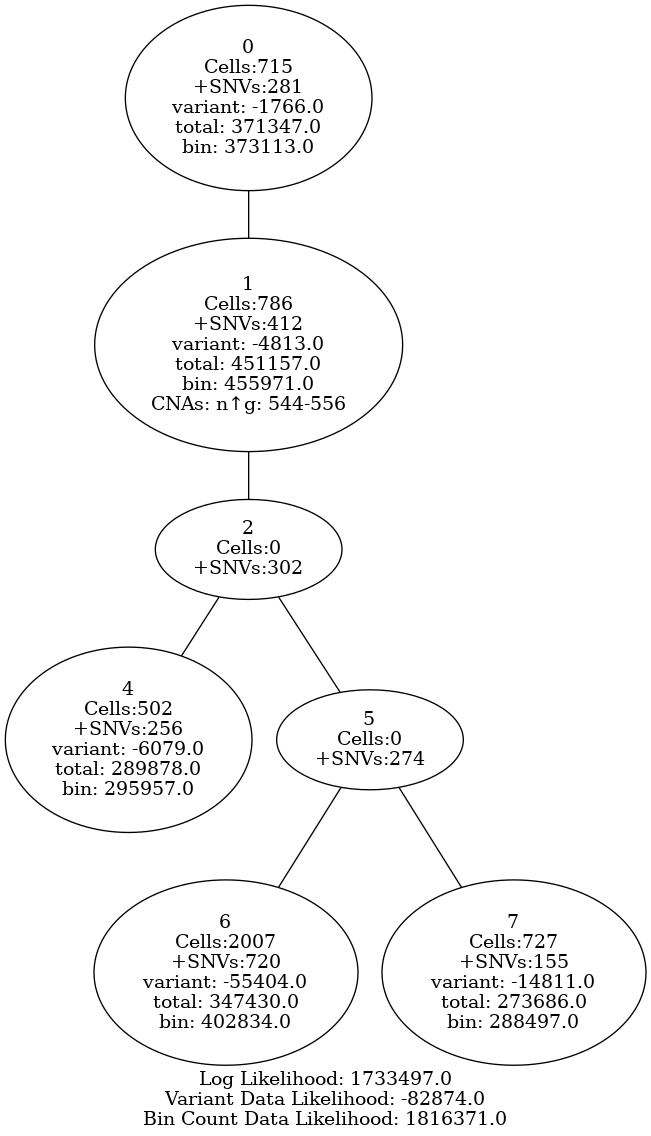 0
Cells:715
+SNVs:281
variant: -1766.0
total: 371347.0
bin: 373113.0
1
Cells:786
+SNVs:412
variant: -4813.0
total: 451157.0
bin: 455971.0
CNAs: n↑g: 544-556
2
Cells:0
+SNVs:302
4
Cells:502
+SNVs:256
variant: -6079.0
total: 289878.0
bin: 295957.0
5
Cells:0
+SNVs:274
6
Cells:2007
+SNVs:720
variant: -55404.0
total: 347430.0
bin: 402834.0
7
Cells:727
+SNVs:155
variant: -14811.0
total: 273686.0
bin: 288497.0
Log Likelihood: 1733497.0
Variant Data Likelihood: -82874.0
Bin Count Data Likelihood: 1816371.0